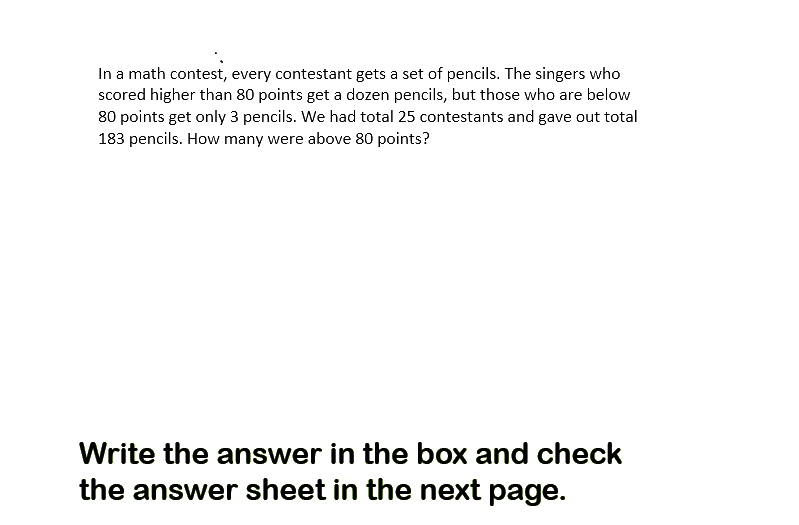 In a math contest, every contestant gets a set of pencils. The singers who
scored higher than 80 points get a dozen pencils, but those who are below
80 points get only 3 pencils. We had total 25 contestants and gave out total
183 pencils. How many were above 80 points?
Write the answer in the box and check
the answer sheet in the next page.